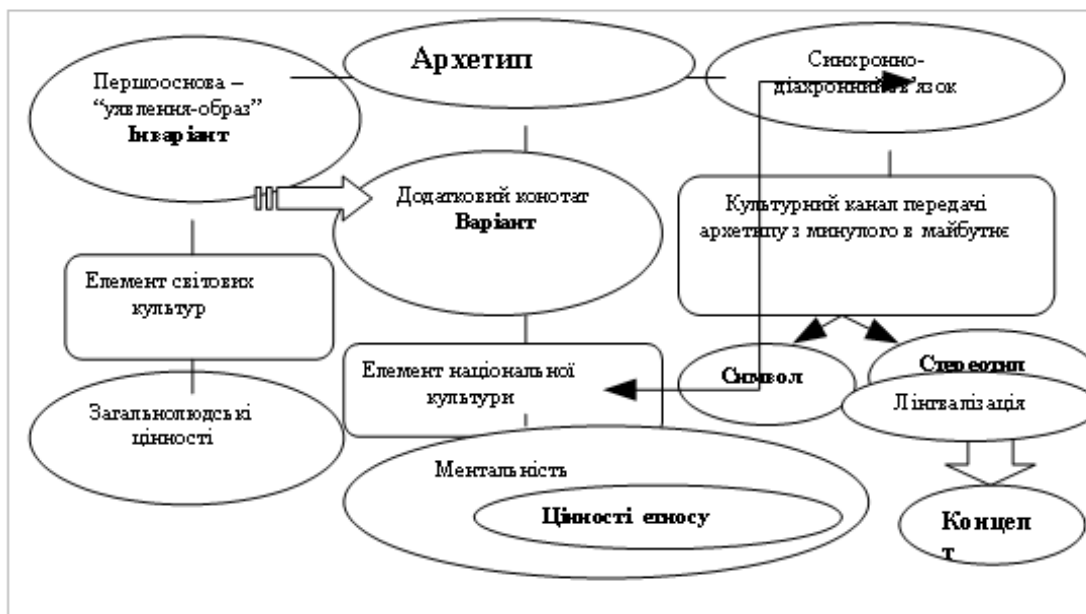 Архетип
Першооснова –
“уявлення-образ”
Інваріант
Синхронно-
діахронний зв’язок
Додатковий конотат
Варіант
Культурний канал передачі
архетипу з минулого в майбутнє
Елемент світових
культур
Елемент національної
культури
Символ
Стереотип
Лінгвалізація
Загальнолюдські
цінності
Ментальність
Цінності етносу
Концеп
т